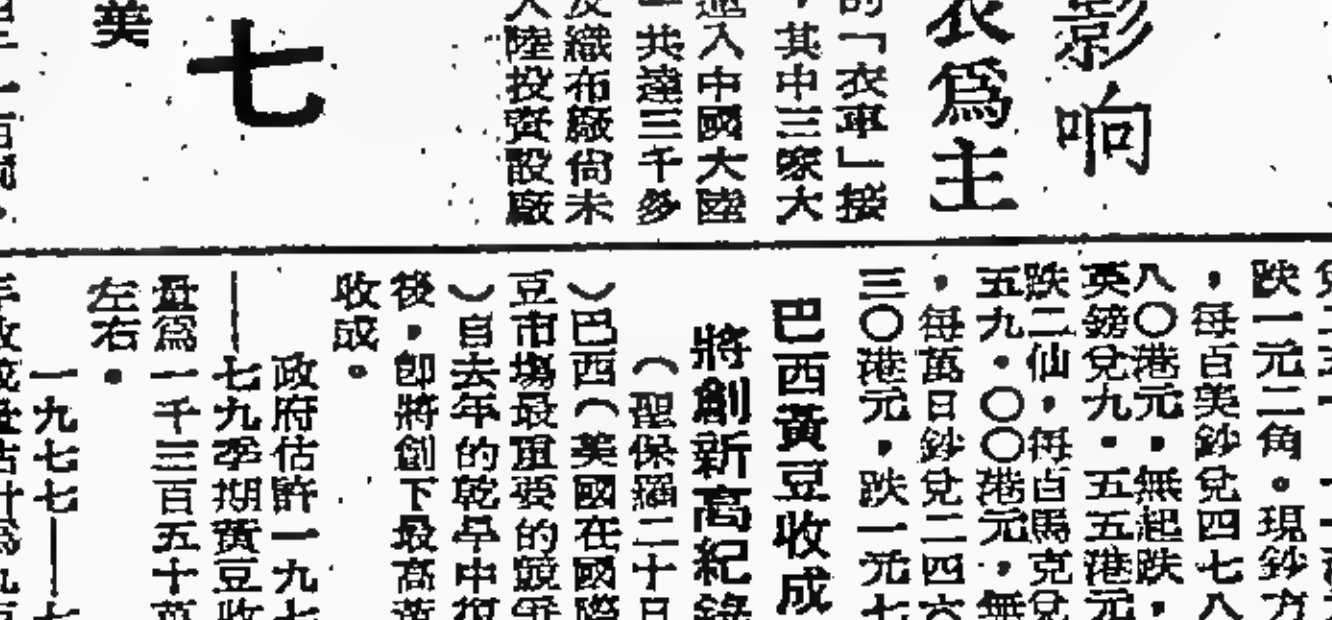 影响
衣為主
的「衣車」接
，其中三家大
運入中國大陸
一共達三千多
及織布廠尙未
大陸投資設廠
七
美
跌一元二角。現鈔方
，每百美鈔兌四七八
八〇港元，無起跌，
英鎊兌九．五五港元
跌二仙，每百馬克兌
五九．〇〇港元，無
，每萬日鈔兌二四六
三〇港元，跌一元七
巴西黃豆收成
將創新高紀錄
（聖保羅二十日
）巴西（美國在國際
豆市場最重要的競爭
）自去年的乾旱中復
後，卽將創下最高黃
收成。
政府估計一九七
——七九季期黃豆收
量爲一千三百五十萬
左右。
一九七七——七